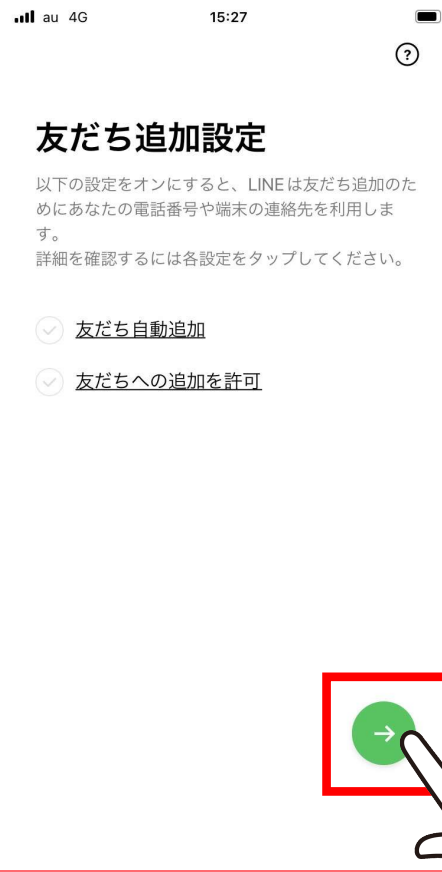 au 4G 15:27
?
友だち追加設定
以下の設定をオンにすると、LINEは友だち追加のた
めにあなたの電話番号や端末の連絡先を利用しま
す。
詳細を確認するには各設定をタップしてください。
友だち自動追加
友だちへの追加を許可